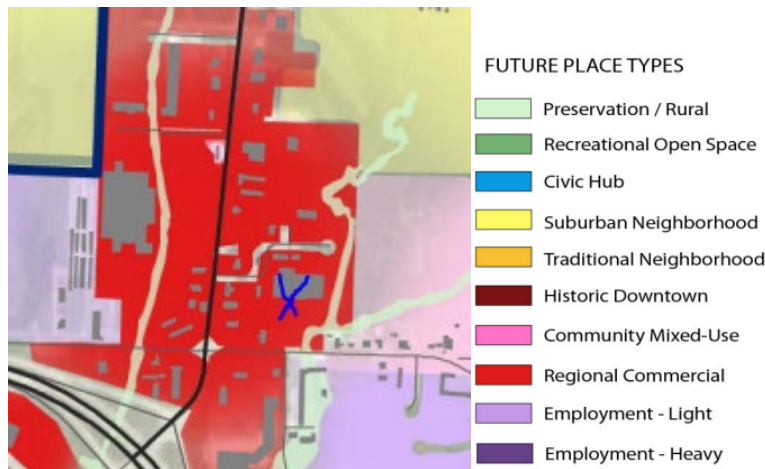 FUTURE PLACE TYPES
Preservation / Rural
Recreational Open Space
Civic Hub
Suburban Neighborhood
Traditional Neighborhood
Historic Downtown
Community Mixed-Use
Regional Commercial
Employment - Light
Employment - Heavy